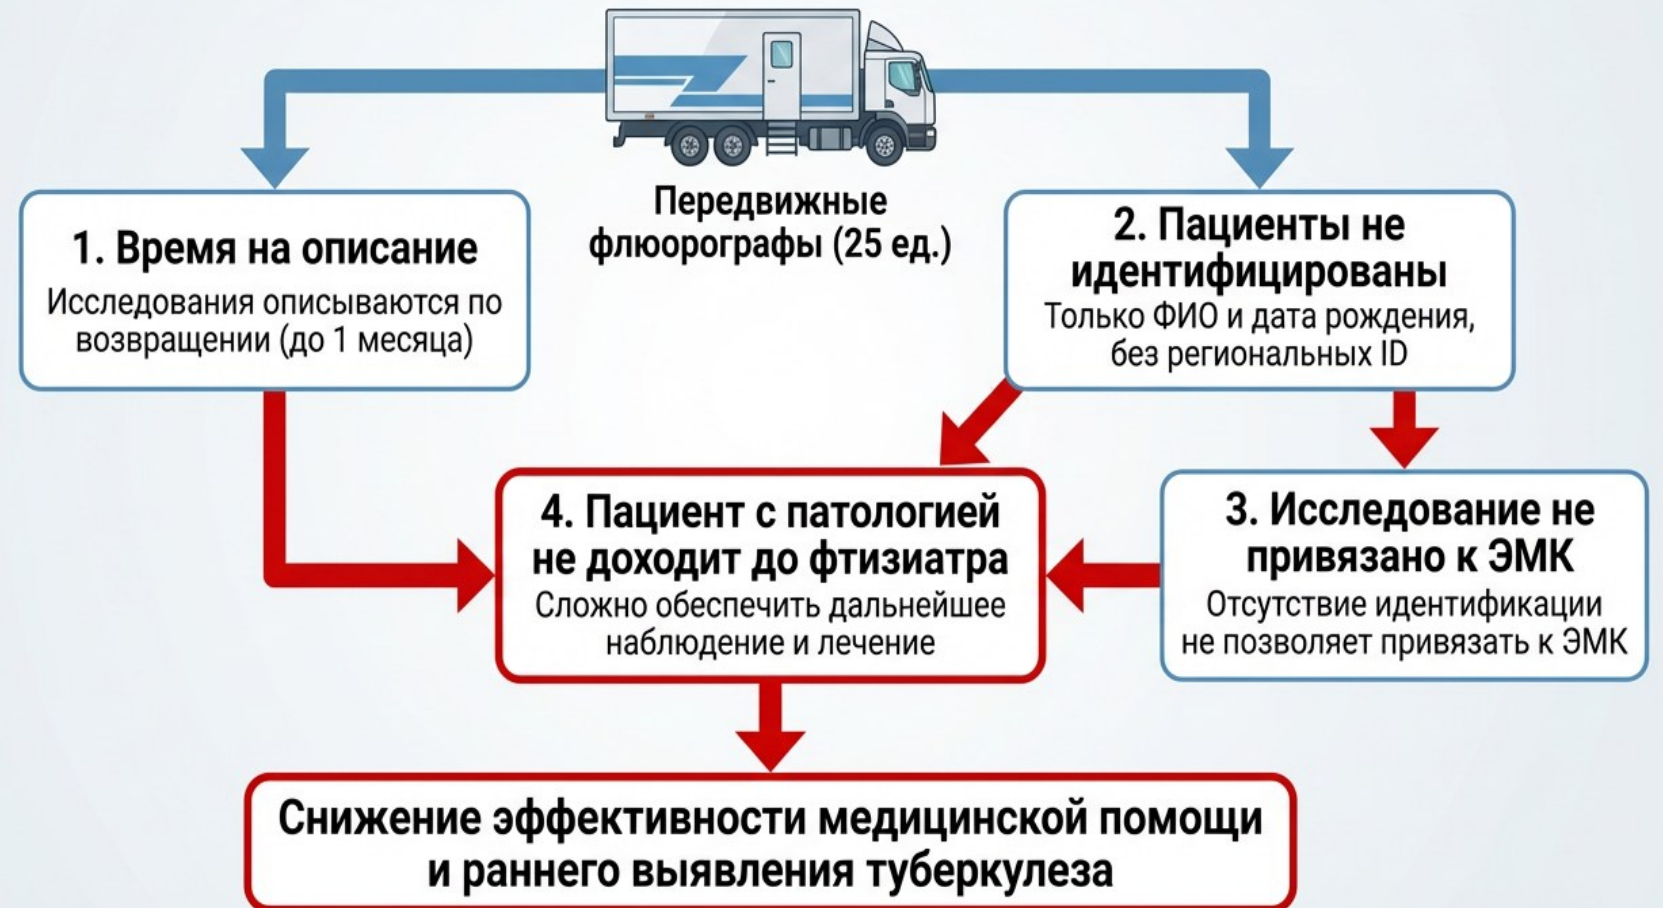 Передвижные
флюорографы (25 ед.)
1. Время на описание
Исследования описываются по
возвращении (до 1 месяца)
2. Пациенты не
идентифицированы
Только ФИО и дата рождения,
без региональных ID
3. Исследование не
привязано к ЭМК
Отсутствие идентификации
не позволяет привязать к ЭМК
4. Пациент с патологией
не доходит до фтизиатра
Сложно обеспечить дальнейшее
наблюдение и лечение
Снижение эффективности медицинской помощи
и раннего выявления туберкулеза